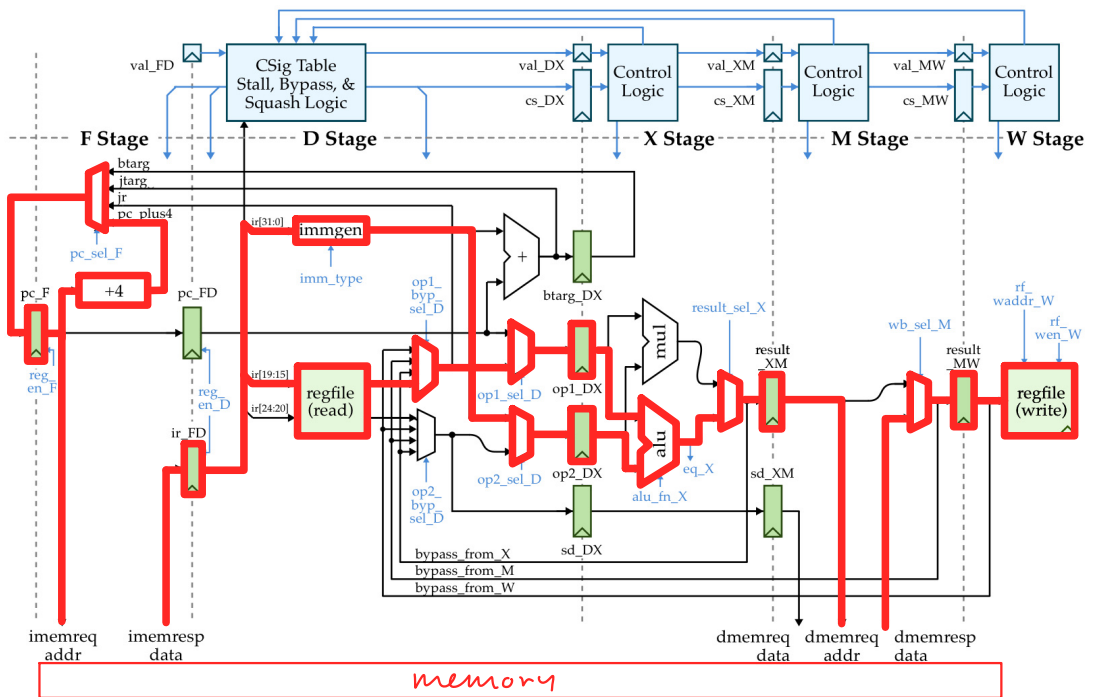 val_FD
CSig Table
Stall, Bypass, &
Squash Logic
val_DX
cs_DX
Control
Logic
val_XM
cs_XM
Control
Logic
val_MW
cs_MW
Control
Logic
F Stage
D Stage
X Stage
M Stage
W Stage
btarg
jtarg
jr
pc_plus4
pc_sel_F
ir[31:0]
immgen
imm_type
+
btarg_DX
pc_F
+4
pc_FD
reg_
en_F
reg_
en_D
op1_
byp_
sel_D
ir[19:15]
regfile
(read)
ir[24:20]
op1_sel_D
op1_DX
mul
result_sel_X
result
_XM
wb_sel_M
result
_MW
rf_
waddr_W
rf_
wen_W
regfile
(write)
ir_FD
op2_
byp_
sel_D
op2_sel_D
op2_DX
alu
eq_X
alu_fn_X
sd_XM
sd_DX
bypass_from_X
bypass_from_M
bypass_from_W
imemreq
addr
imemresp
data
dmemreq
data
dmemreq
addr
dmemresp
data
memory